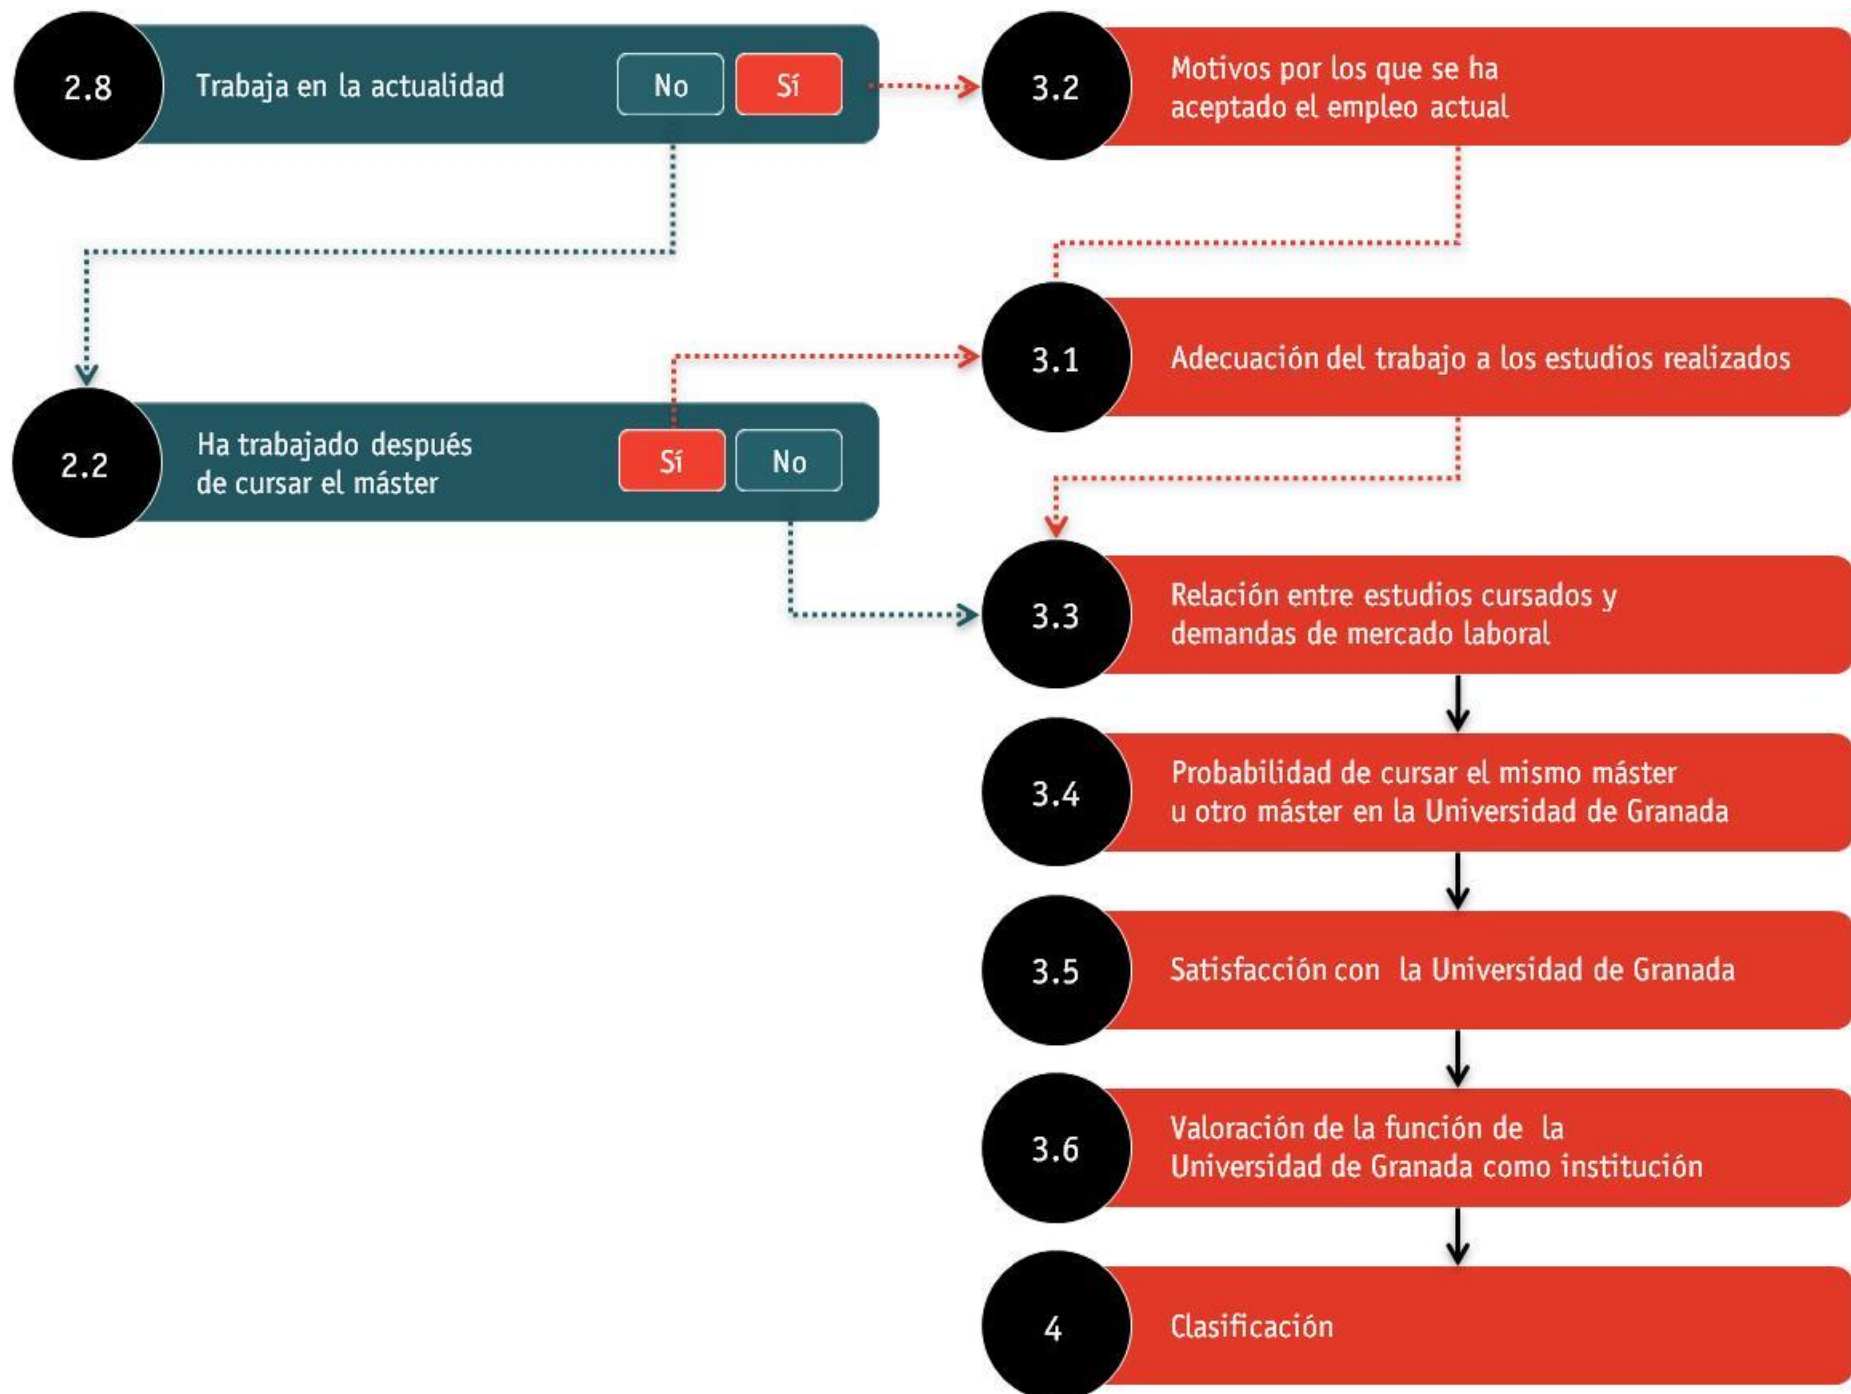 2.8
Trabaja en la actualidad
No
Sí
3.2
Motivos por los que se ha
aceptado el empleo actual
3.1
Adecuación del trabajo a los estudios realizados
2.2
Ha trabajado después
de cursar el máster
Sí
No
3.3
Relación entre estudios cursados y
demandas de mercado laboral
3.4
Probabilidad de cursar el mismo máster
u otro máster en la Universidad de Granada
3.5
Satisfacción con la Universidad de Granada
3.6
Valoración de la función de la
Universidad de Granada como institución
4
Clasificación